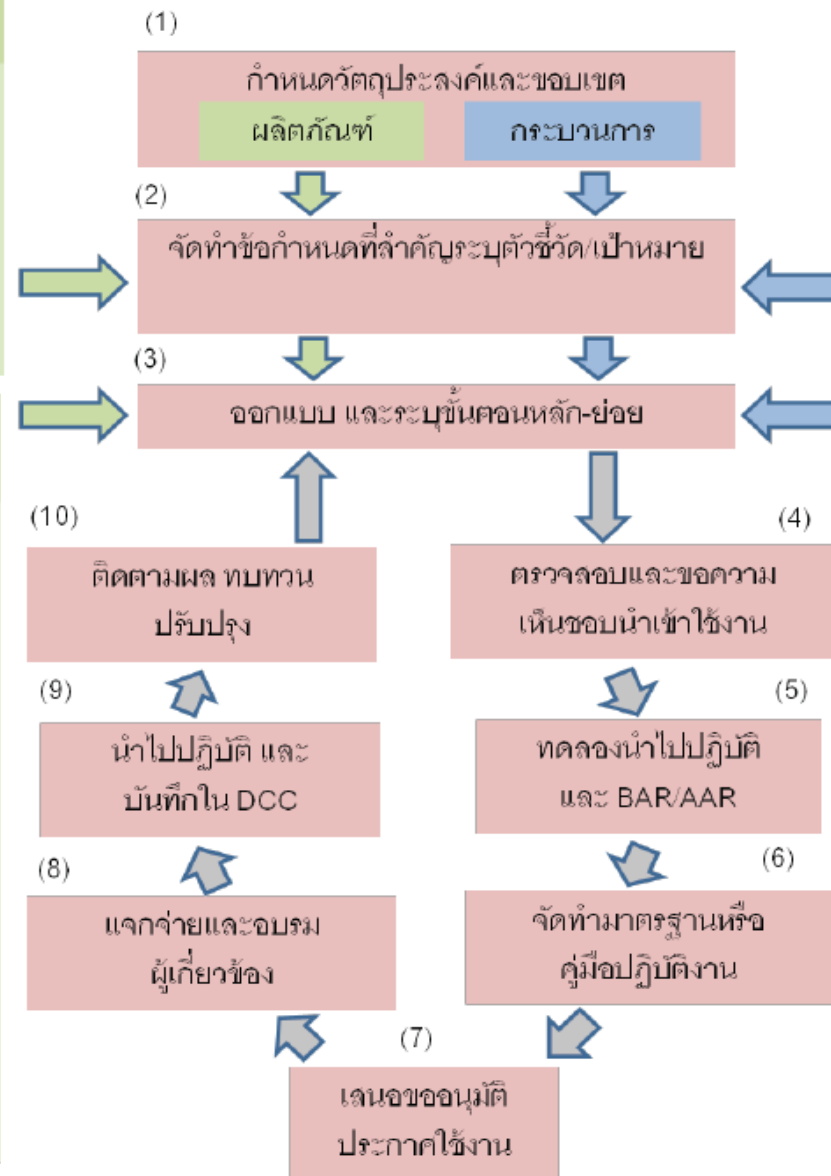 (1)
กำหนดวัตถุประสงค์และขอบเขต
ผลิตภัณฑ์
กระบวนการ
(2)
จัดทำข้อกำหนดที่สำคัญระบุตัวชี้วัด/เป้าหมาย
(3)
ออกแบบ และระบุขั้นตอนหลัก-ย่อย
(4)
ตรวจสอบและขอความ
เห็นชอบนำเข้าใช้งาน
(5)
ทดลองนำไปปฏิบัติ
และ BAR/AAR
(6)
จัดทำมาตรฐานหรือ
คู่มือปฏิบัติงาน
(7)
เสนอขออนุมัติ
ประกาศใช้งาน
(8)
แจกจ่ายและอบรม
ผู้เกี่ยวข้อง
(9)
นำไปปฏิบัติ และ
บันทึกใน DCC
(10)
ติดตามผล ทบทวน
ปรับปรุง